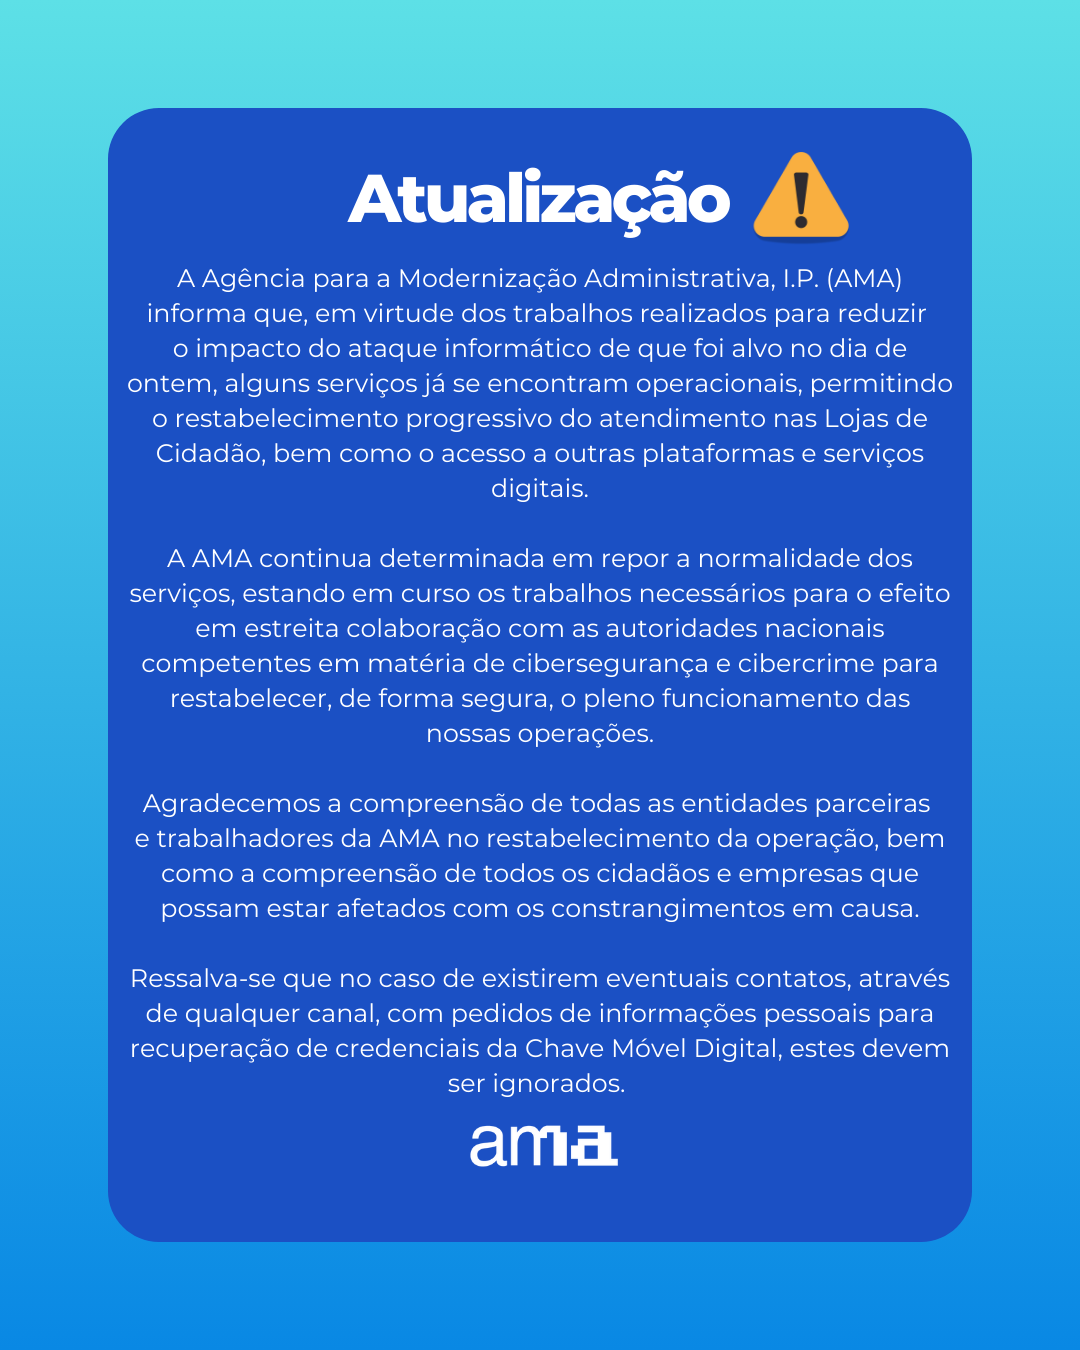 Atualização
A Agência para a Modernização Administrativa, I.P. (AMA)
informa que, em virtude dos trabalhos realizados para reduzir
o impacto do ataque informático de que foi alvo no dia de
ontem, alguns serviços já se encontram operacionais, permitindo
o restabelecimento progressivo do atendimento nas Lojas de
Cidadão, bem como o acesso a outras plataformas e serviços
digitais.
A AMA continua determinada em repor a normalidade dos
serviços, estando em curso os trabalhos necessários para o efeito
em estreita colaboração com as autoridades nacionais
competentes em matéria de cibersegurança e cibercrime para
restabelecer, de forma segura, o pleno funcionamento das
nossas operações.
Agradecemos a compreensão de todas as entidades parceiras
e trabalhadores da AMA no restabelecimento da operação, bem
como a compreensão de todos os cidadãos e empresas que
possam estar afetados com os constrangimentos em causa.
Ressalva-se que no caso de existirem eventuais contatos, através
de qualquer canal, com pedidos de informações pessoais para
recuperação de credenciais da Chave Móvel Digital, estes devem
ser ignorados.
ama